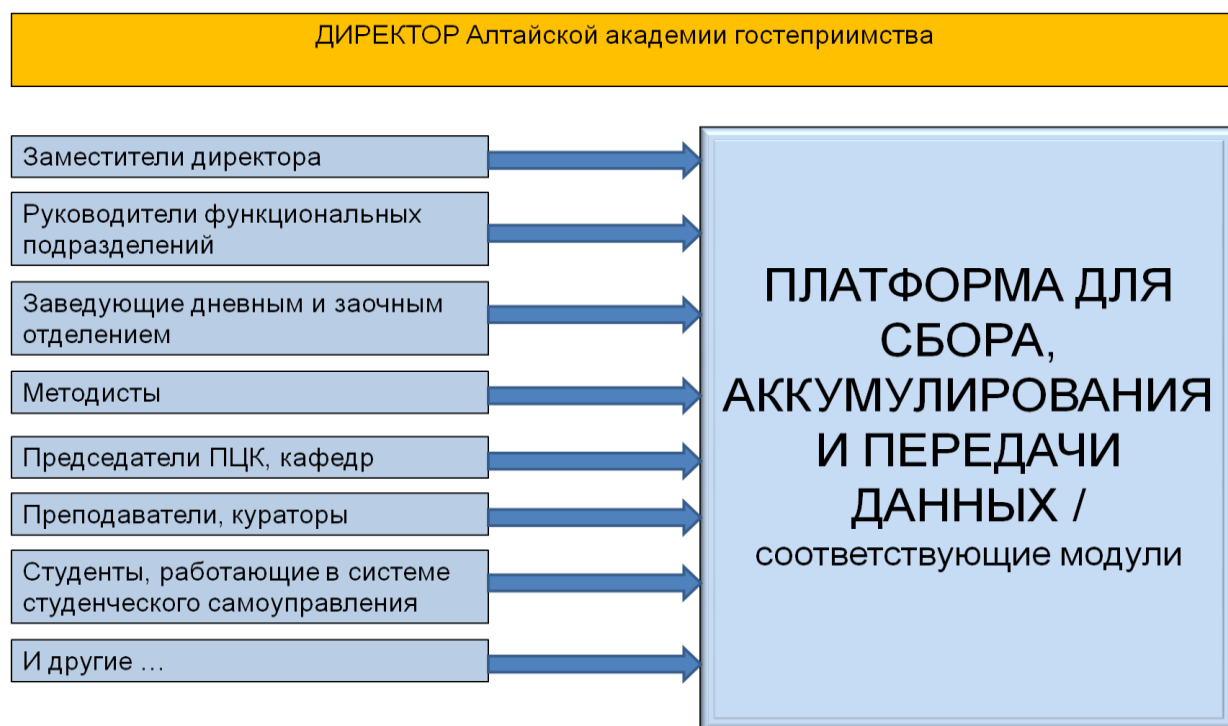 ДИРЕКТОР Алтайской академии гостеприимства
Заместители директора
Руководители функциональных
подразделений
Заведующие дневным и заочным
отделением
Методисты
Председатели ПЦК, кафедр
Преподаватели, кураторы
Студенты, работающие в системе
студенческого самоуправления
И другие …
ПЛАТФОРМА ДЛЯ
СБОРА,
АККУМУЛИРОВАНИЯ
И ПЕРЕДАЧИ
ДАННЫХ /
соответствующие модули